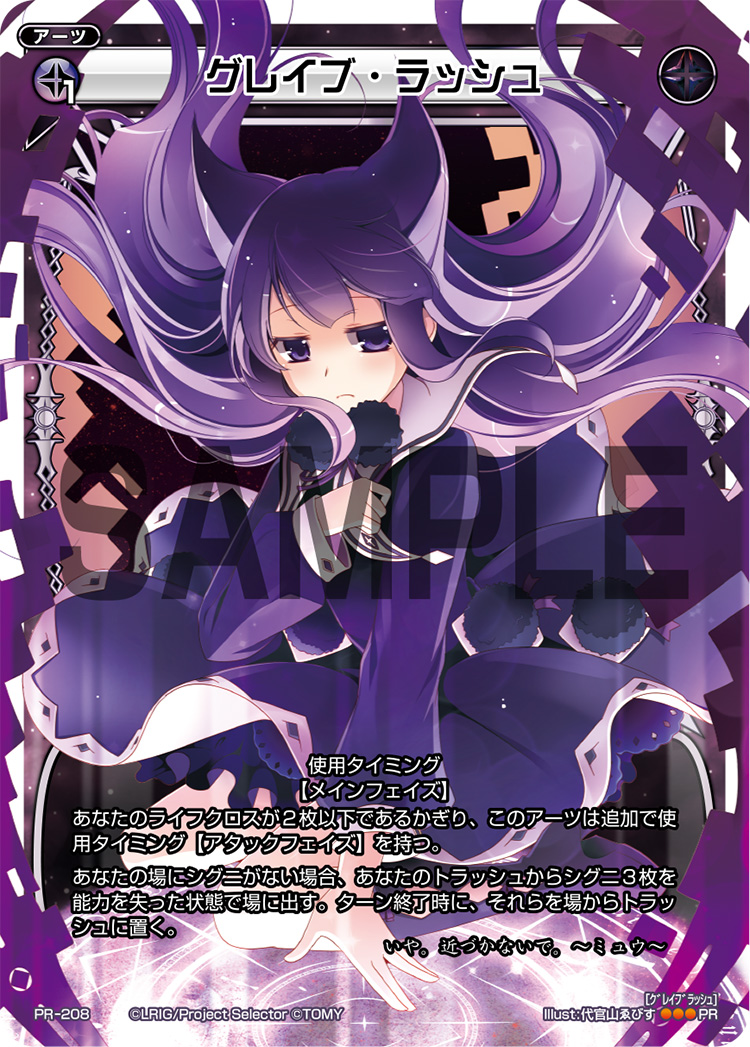 アーツ
1
グレイブ・ラッシュ
SAMPLE
使用タイミング
【メインフェイズ】
あなたのライフクロスが２枚以下であるかぎり、このアーツは追加で使
用タイミング【アタックフェイズ】を持つ。
あなたの場にシグニがない場合、あなたのトラッシュからシグニ３枚を
能力を失った状態で場に出す。ターン終了時に、それらを場からトラッ
シュに置く。
いや。近づかないで。～ミュウ～
[ｸﾞﾚｲﾌﾞﾗｯｼｭ]
PR-208 ©LRIG/Project Selector ©TOMY Illust:代官山ゑびす PR